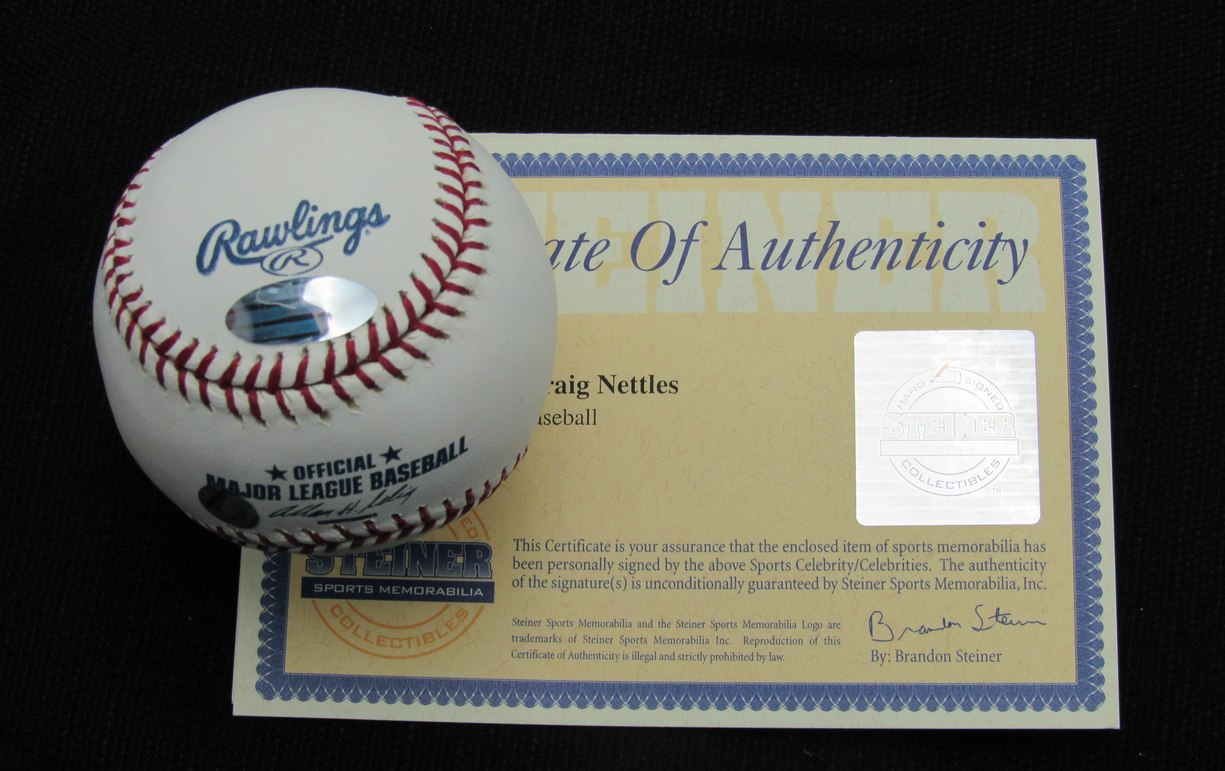 Rawlings
R
★ OFFICIAL ★
MAJOR LEAGUE BASEBALL
Allan H. Selig
STEINER
ate Of Authenticity
raig Nettles
aseball
HAND SIGNED
STEINER
COLLECTIBLES
TM
ED
STEINER
SPORTS MEMORABILIA
COLLECTIBLES
This Certificate is your assurance that the enclosed item of sports memorabilia has
been personally signed by the above Sports Celebrity/Celebrities. The authenticity
of the signature(s) is unconditionally guaranteed by Steiner Sports Memorabilia, Inc.
Steiner Sports Memorabilia and the Steiner Sports Memorabilia Logo are
trademarks of Steiner Sports Memorabilia Inc. Reproduction of this
Certificate of Authenticity is illegal and strictly prohibited by law.
Brandon Steiner
By: Brandon Steiner